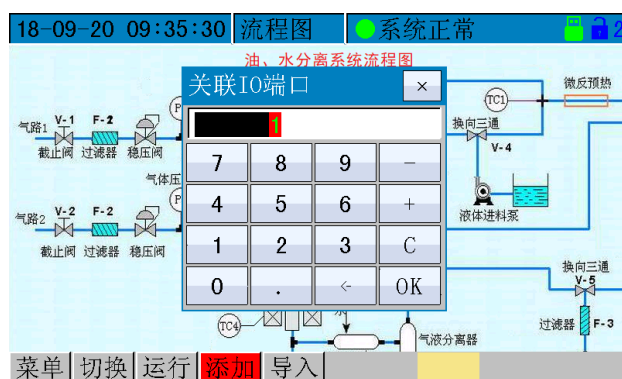 18-09-20 09:35:30 流程图 系统正常 2
油、水分离系统流程图
关联IO端口 ×
1
7 8 9 -
4 5 6 +
1 2 3 C
0 . <- OK
微反预热
TC1
换向三通
V-4
液体进料泵
气路1
V-1 F-2
截止阀 过滤器 稳压阀
P
气体压
气路2
V-2 F-2
截止阀 过滤器 稳压阀
P
换向三通
V-5
过滤器 F-3
TC4
气液分离器
菜单 切换 运行 添加 导入